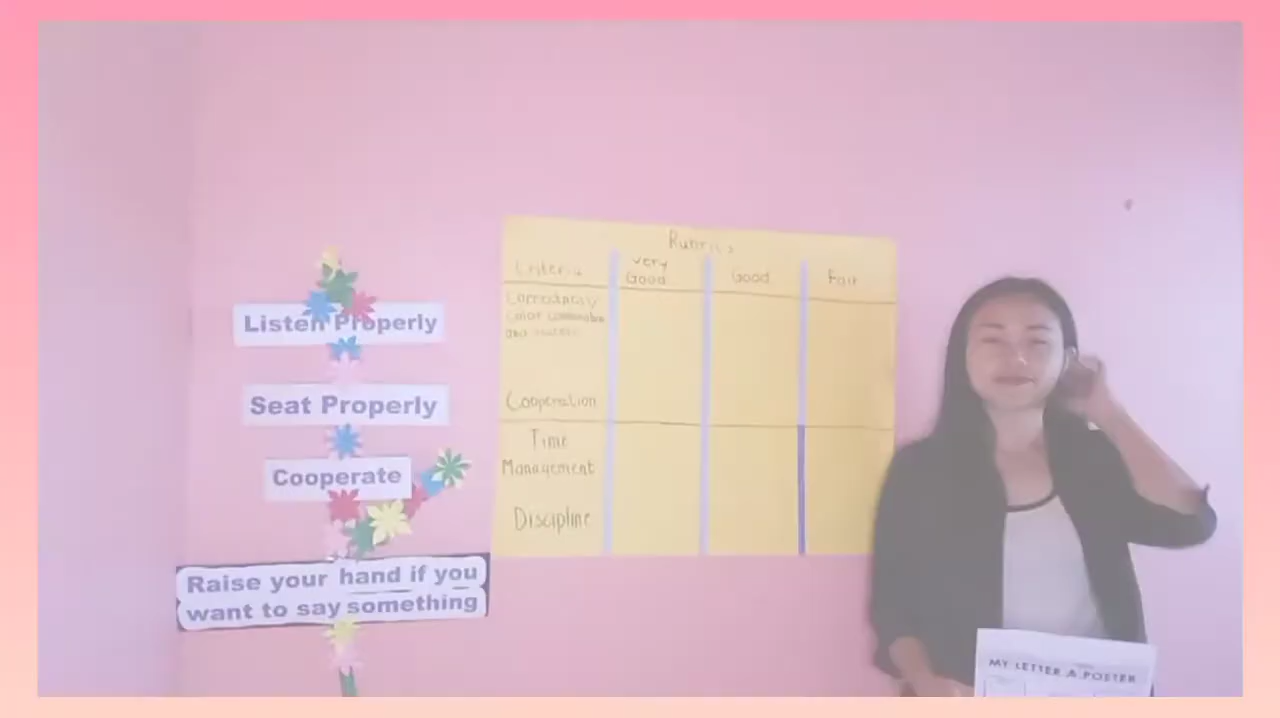 Listen Properly
Seat Properly
Cooperate
Raise your hand if you
want to say something
Rubrics
Criteria
Very
Good
Good
Fair
Cooperation
Time
Management
Discipline
MY LETTER A POSTER